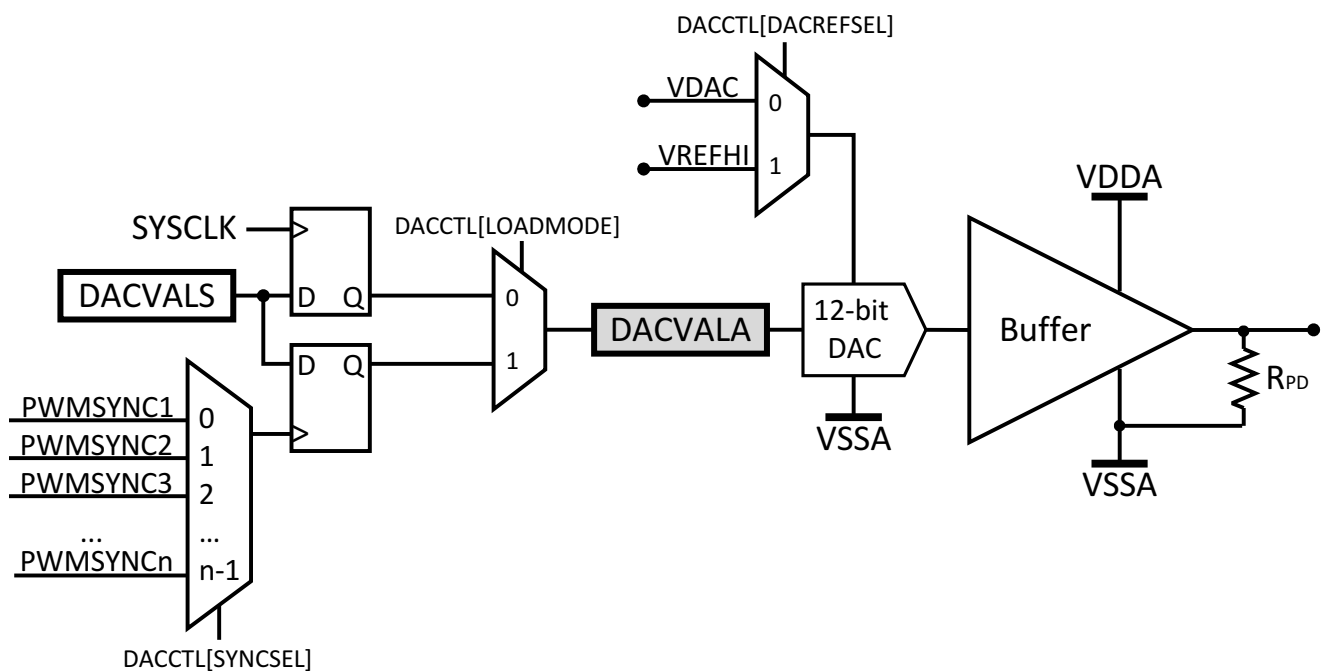 DACCTL[DACREFSEL]
VDAC
0
VREFHI
1
VDDA
SYSCLK
DACCTL[LOADMODE]
DACVALS
D Q
0
DACVALA
12-bit
DAC
Buffer
D Q
1
RPD
PWMSYNC1
0
VSSA
PWMSYNC2
1
PWMSYNC3
2
VSSA
... ...
PWMSYNCn
n-1
DACCTL[SYNCSEL]